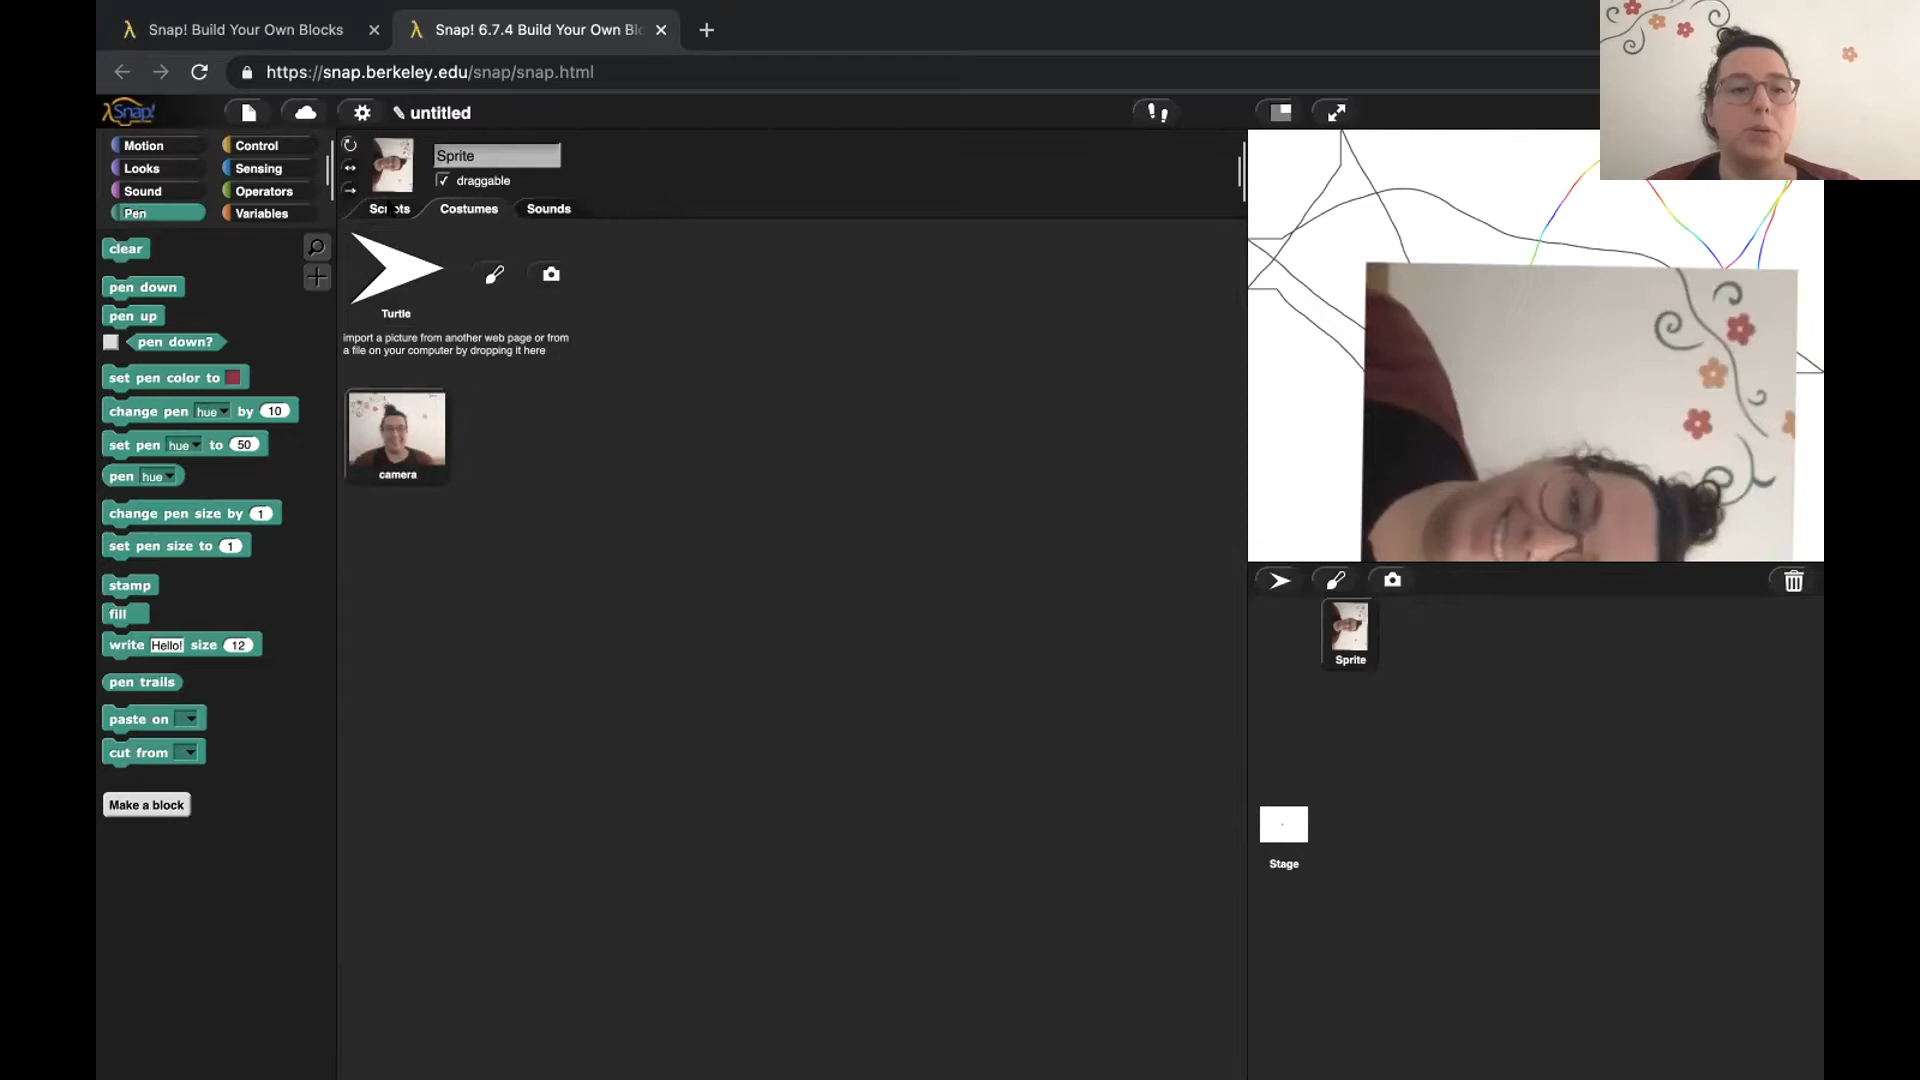 Snap! Build Your Own Blocks
Snap! 6.7.4 Build Your Own Blo
https://snap.berkeley.edu/snap/snap.html
λSnap!
untitled
Motion
Control
Looks
Sensing
Sound
Operators
Pen
Variables
Sprite
draggable
Scripts
Costumes
Sounds
clear
pen down
pen up
pen down?
set pen color to
change pen hue by 10
set pen hue to 50
pen hue
change pen size by 1
set pen size to 1
stamp
fill
write Hello! size 12
pen trails
paste on
cut from
Make a block
Turtle
import a picture from another web page or from
a file on your computer by dropping it here
camera
Sprite
Stage